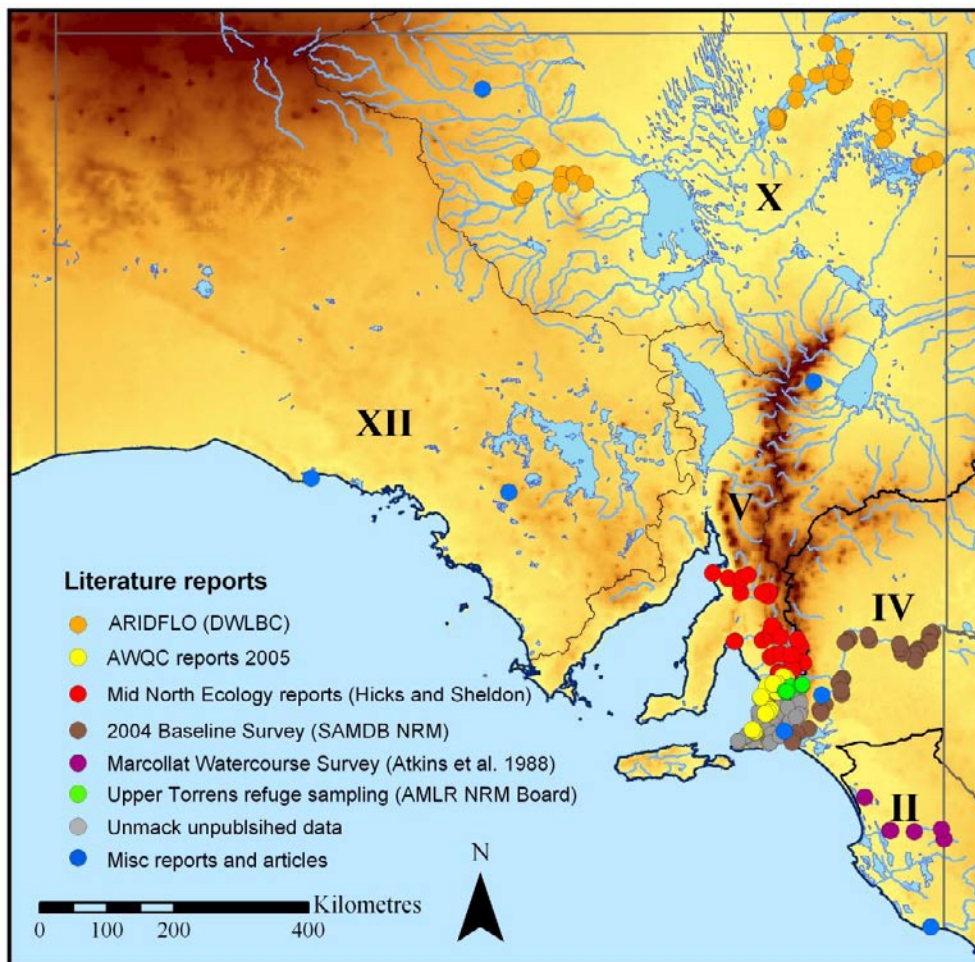 X
XII
V
IV
II
Literature reports
ARIDFLO (DWLBC)
AWQC reports 2005
Mid North Ecology reports (Hicks and Sheldon)
2004 Baseline Survey (SAMDB NRM)
Marcollat Watercourse Survey (Atkins et al. 1988)
Upper Torrens refuge sampling (AMLR NRM Board)
Unmack unpublsihed data
Misc reports and articles
N
Kilometres
0 100 200 400